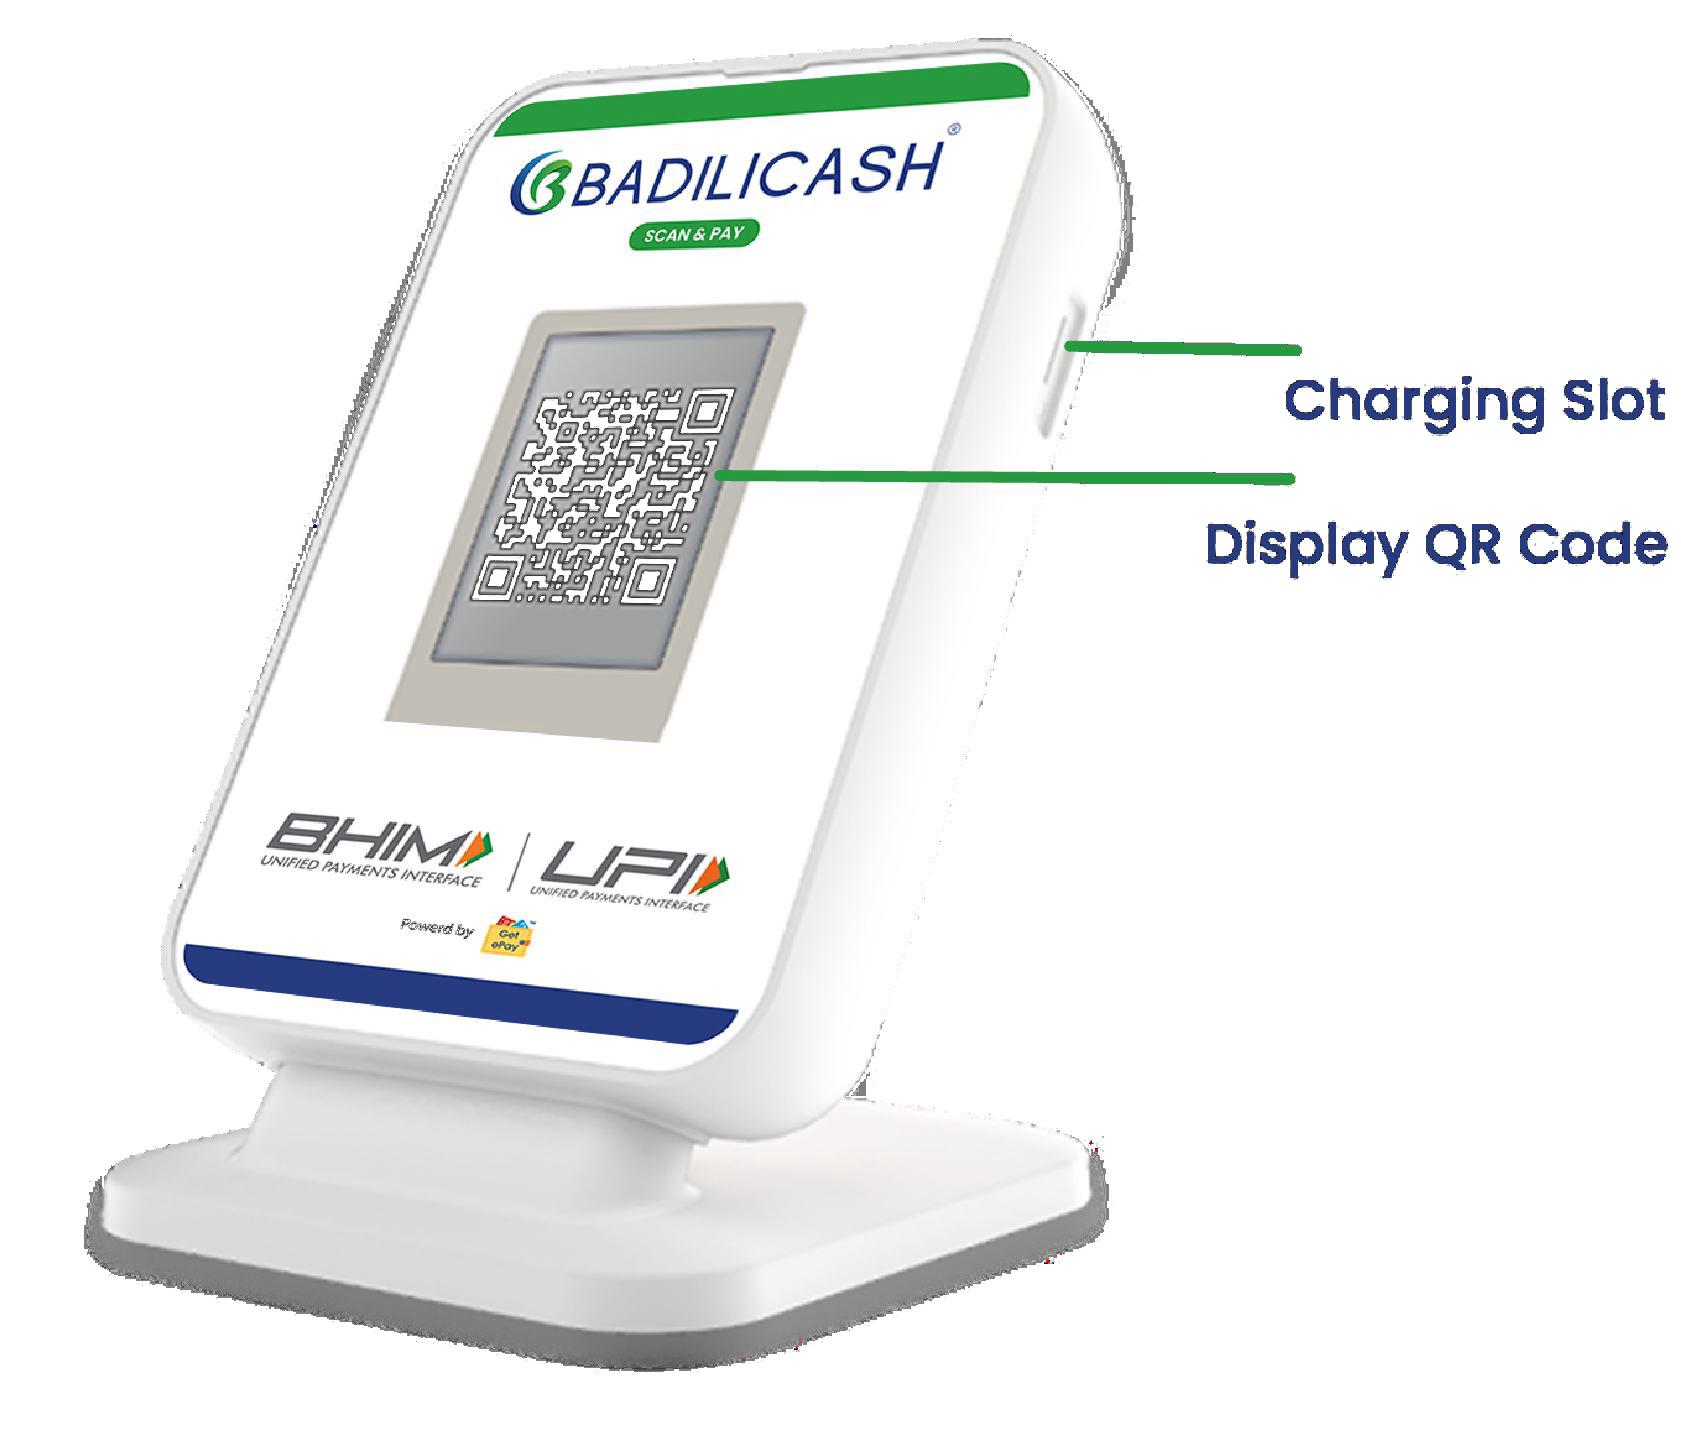 BADILICASH®
SCAN & PAY
Charging Slot
Display QR Code
BHIM
UNIFIED PAYMENTS INTERFACE
UPI
UNIFIED PAYMENTS INTERFACE
Powerd by
Get
ePay